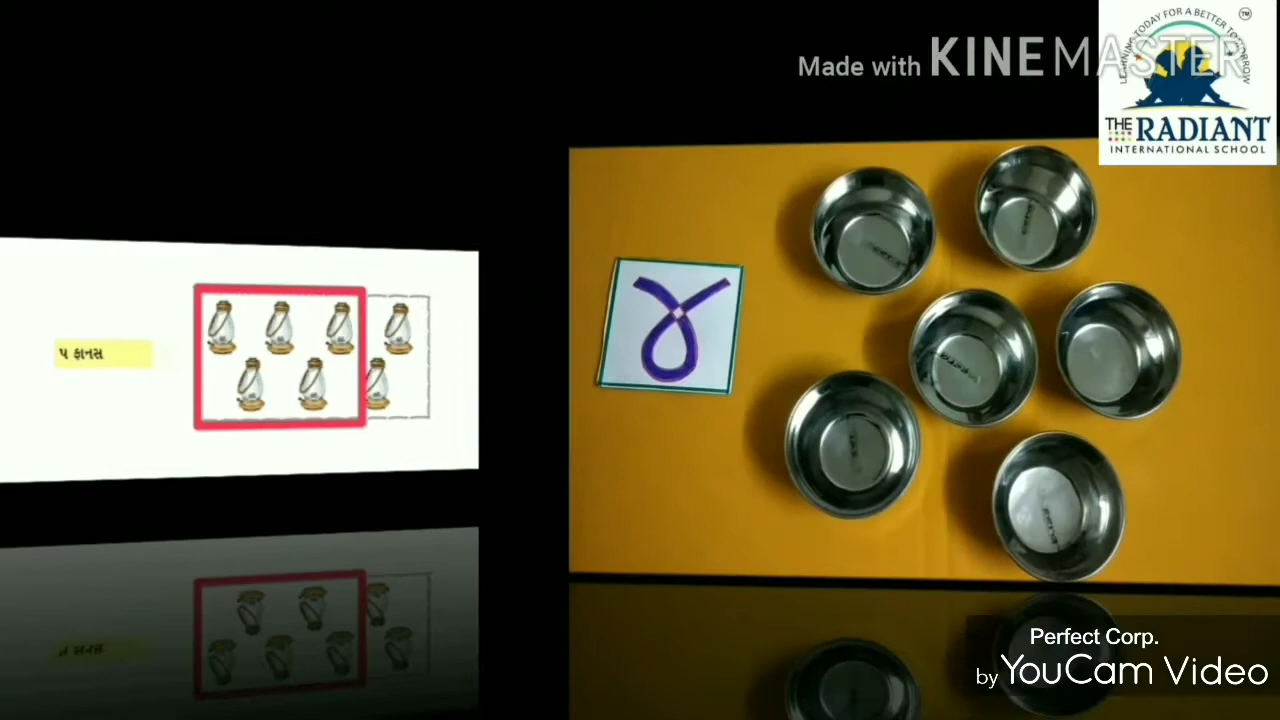 Made with KINEMASTER
LEARNING TODAY FOR A BETTER TOMORROW
TM
THE RADIANT
INTERNATIONAL SCHOOL
૫ ફાનસ
૪
Perfect Corp.
by YouCam Video